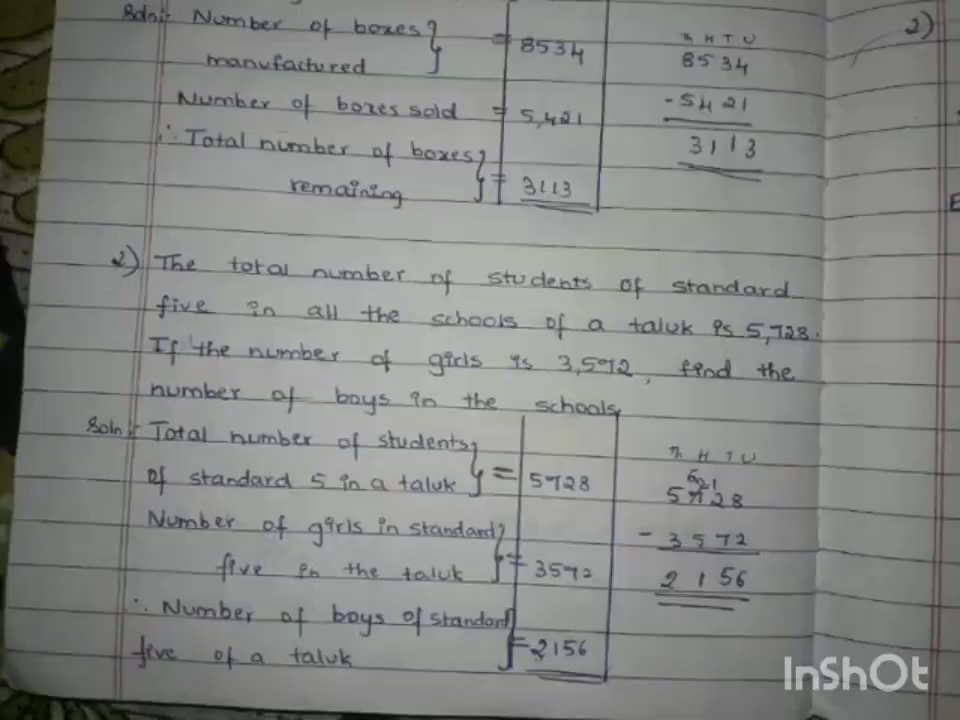 Soln:- Number of boxes } = 8534
manufactured
Number of boxes sold = 5,421
∴ Total number of boxes }
remaining = 3113
Th H T U
8534
-5421
3113
2)
2) The total number of students of standard
five in all the schools of a taluk is 5,728.
If the number of girls is 3,572, find the
number of boys in the schools
Soln:- Total number of students }
of standard 5 in a taluk = 5728
Number of girls in standard }
five in the taluk = 3572
∴ Number of boys of standard }
five of a taluk = 2156
Th H T U
6 21
5728
- 3572
2156
InShOt